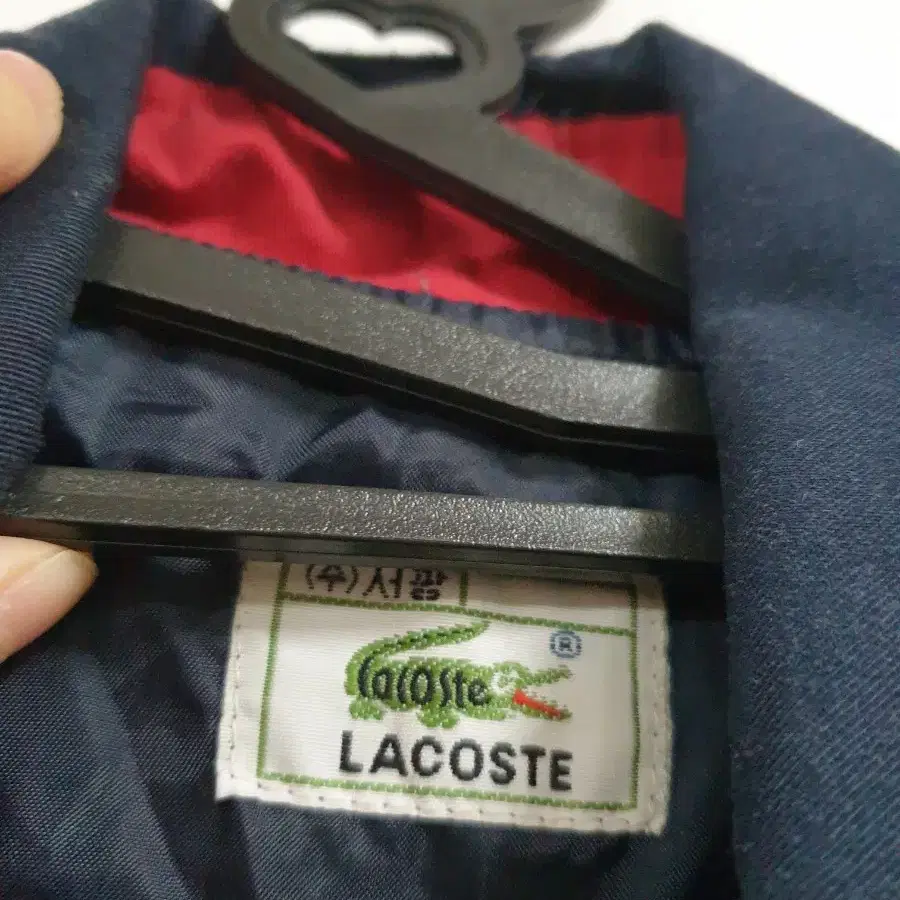 (주)서광
®
Lacoste
LACOSTE